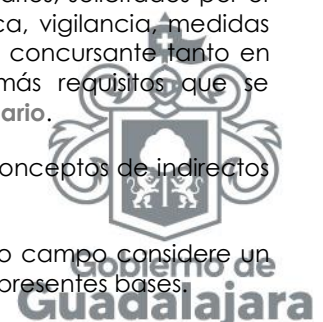 arios, solicitados por el
ca, vigilancia, medidas
concursante tanto en
más requisitos que se
ario.
conceptos de indirectos
o campo considere un
presentes bases.
Gobierno de
Guadalajara